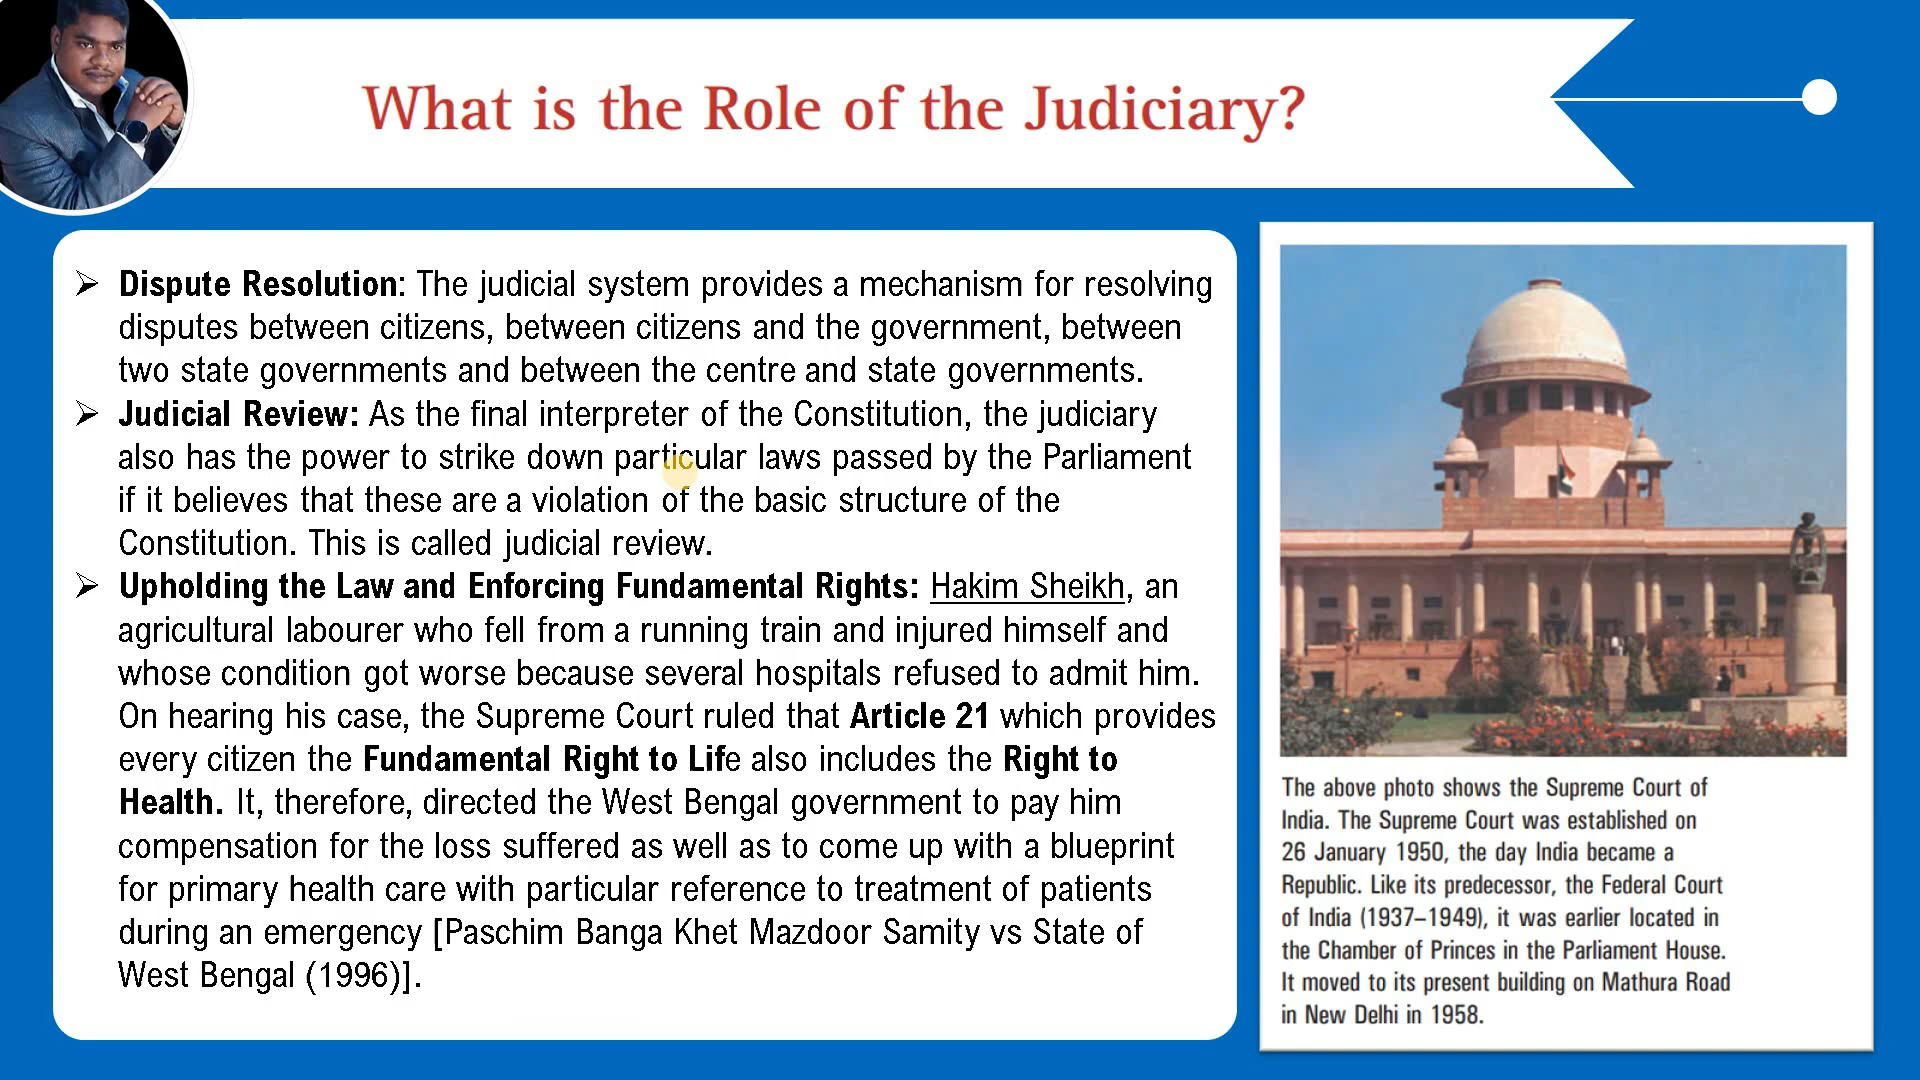 What is the Role of the Judiciary?
➢ Dispute Resolution: The judicial system provides a mechanism for resolving
disputes between citizens, between citizens and the government, between
two state governments and between the centre and state governments.
➢ Judicial Review: As the final interpreter of the Constitution, the judiciary
also has the power to strike down particular laws passed by the Parliament
if it believes that these are a violation of the basic structure of the
Constitution. This is called judicial review.
➢ Upholding the Law and Enforcing Fundamental Rights: Hakim Sheikh, an
agricultural labourer who fell from a running train and injured himself and
whose condition got worse because several hospitals refused to admit him.
On hearing his case, the Supreme Court ruled that Article 21 which provides
every citizen the Fundamental Right to Life also includes the Right to
Health. It, therefore, directed the West Bengal government to pay him
compensation for the loss suffered as well as to come up with a blueprint
for primary health care with particular reference to treatment of patients
during an emergency [Paschim Banga Khet Mazdoor Samity vs State of
West Bengal (1996)].
The above photo shows the Supreme Court of
India. The Supreme Court was established on
26 January 1950, the day India became a
Republic. Like its predecessor, the Federal Court
of India (1937–1949), it was earlier located in
the Chamber of Princes in the Parliament House.
It moved to its present building on Mathura Road
in New Delhi in 1958.